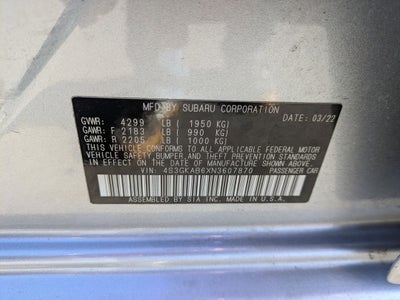 MFD BY SUBARU CORPORATION
GVWR: 4299 LB ( 1950 KG) DATE: 03/22
GAWR: F 2183 LB ( 990 KG)
GAWR: R 2205 LB ( 1000 KG)
THIS VEHICLE CONFORMS TO ALL APPLICABLE FEDERAL MOTOR
VEHICLE SAFETY, BUMPER, AND THEFT PREVENTION STANDARDS
IN EFFECT ON THE DATE OF MANUFACTURE SHOWN ABOVE.
VIN: 4S3GKAB6XN3607870 PASSENGER CAR
ASSEMBLED BY SIA INC. MADE IN U.S.A.